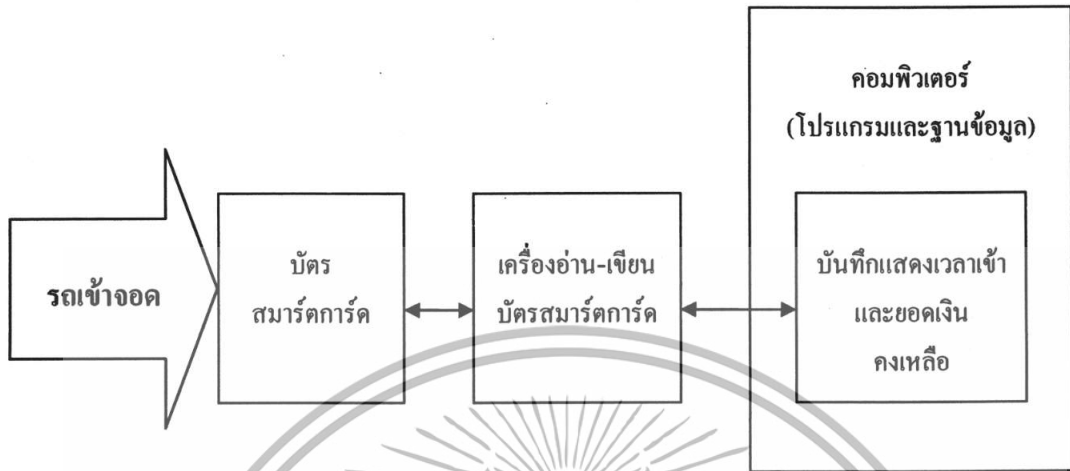 คอมพิวเตอร์
(โปรแกรมและฐานข้อมูล)
รถเข้าจอด
บัตร
สมาร์ตการ์ด
เครื่องอ่าน-เขียน
บัตรสมาร์ตการ์ด
บันทึกแสดงเวลาเข้า
และยอดเงิน
คงเหลือ